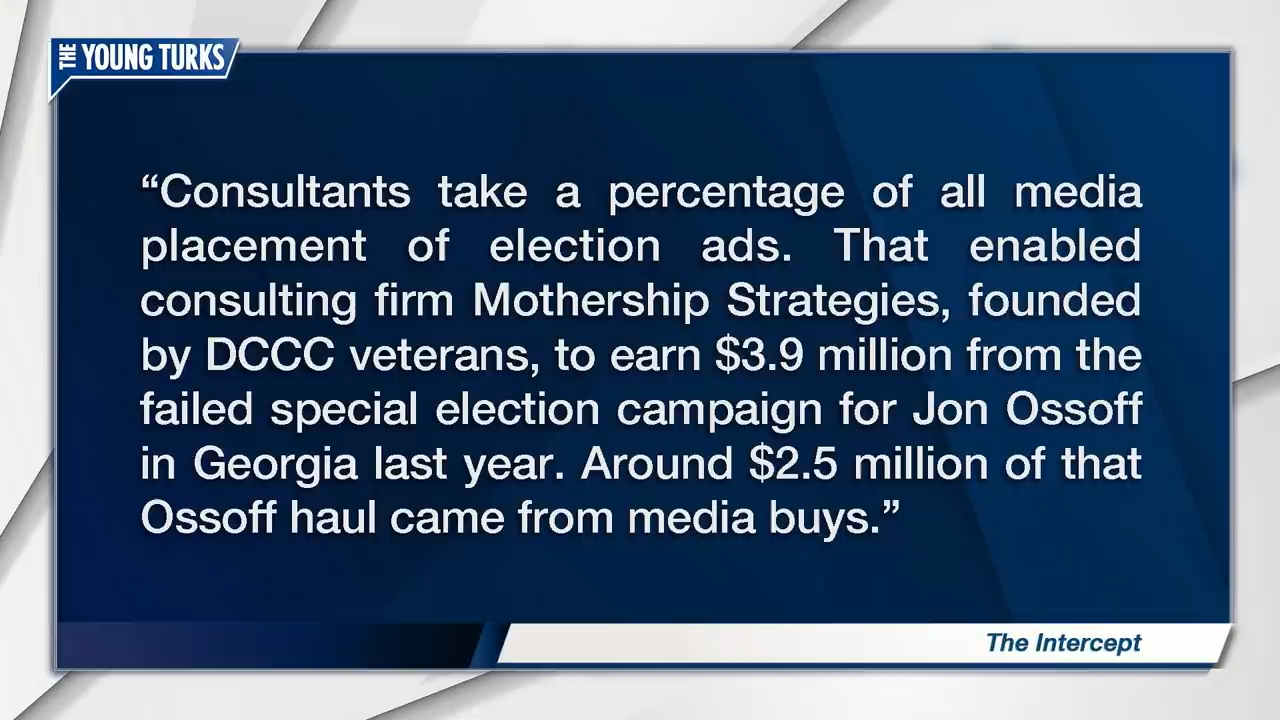 THE YOUNG TURKS
“Consultants take a percentage of all media
placement of election ads. That enabled
consulting firm Mothership Strategies, founded
by DCCC veterans, to earn $3.9 million from the
failed special election campaign for Jon Ossoff
in Georgia last year. Around $2.5 million of that
Ossoff haul came from media buys.”
The Intercept